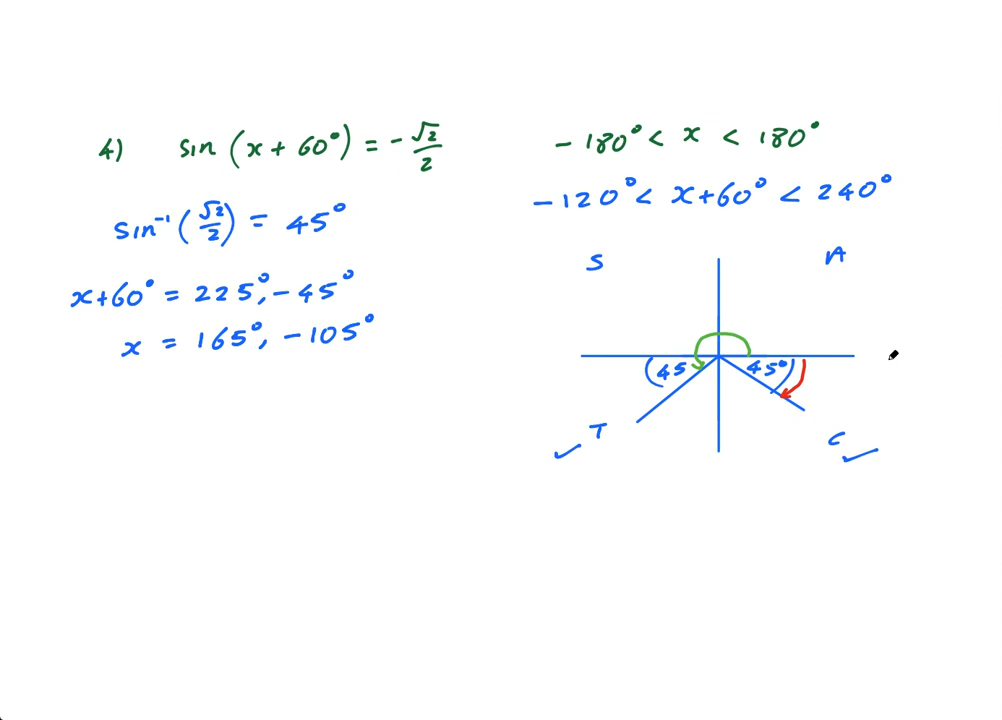 4) sin (x + 60°) = - √2/2
sin⁻¹ (√2/2) = 45°
x+60° = 225°, -45°
x = 165°, -105°
-180° < x < 180°
-120° < x+60° < 240°
S A
45 45°
T C